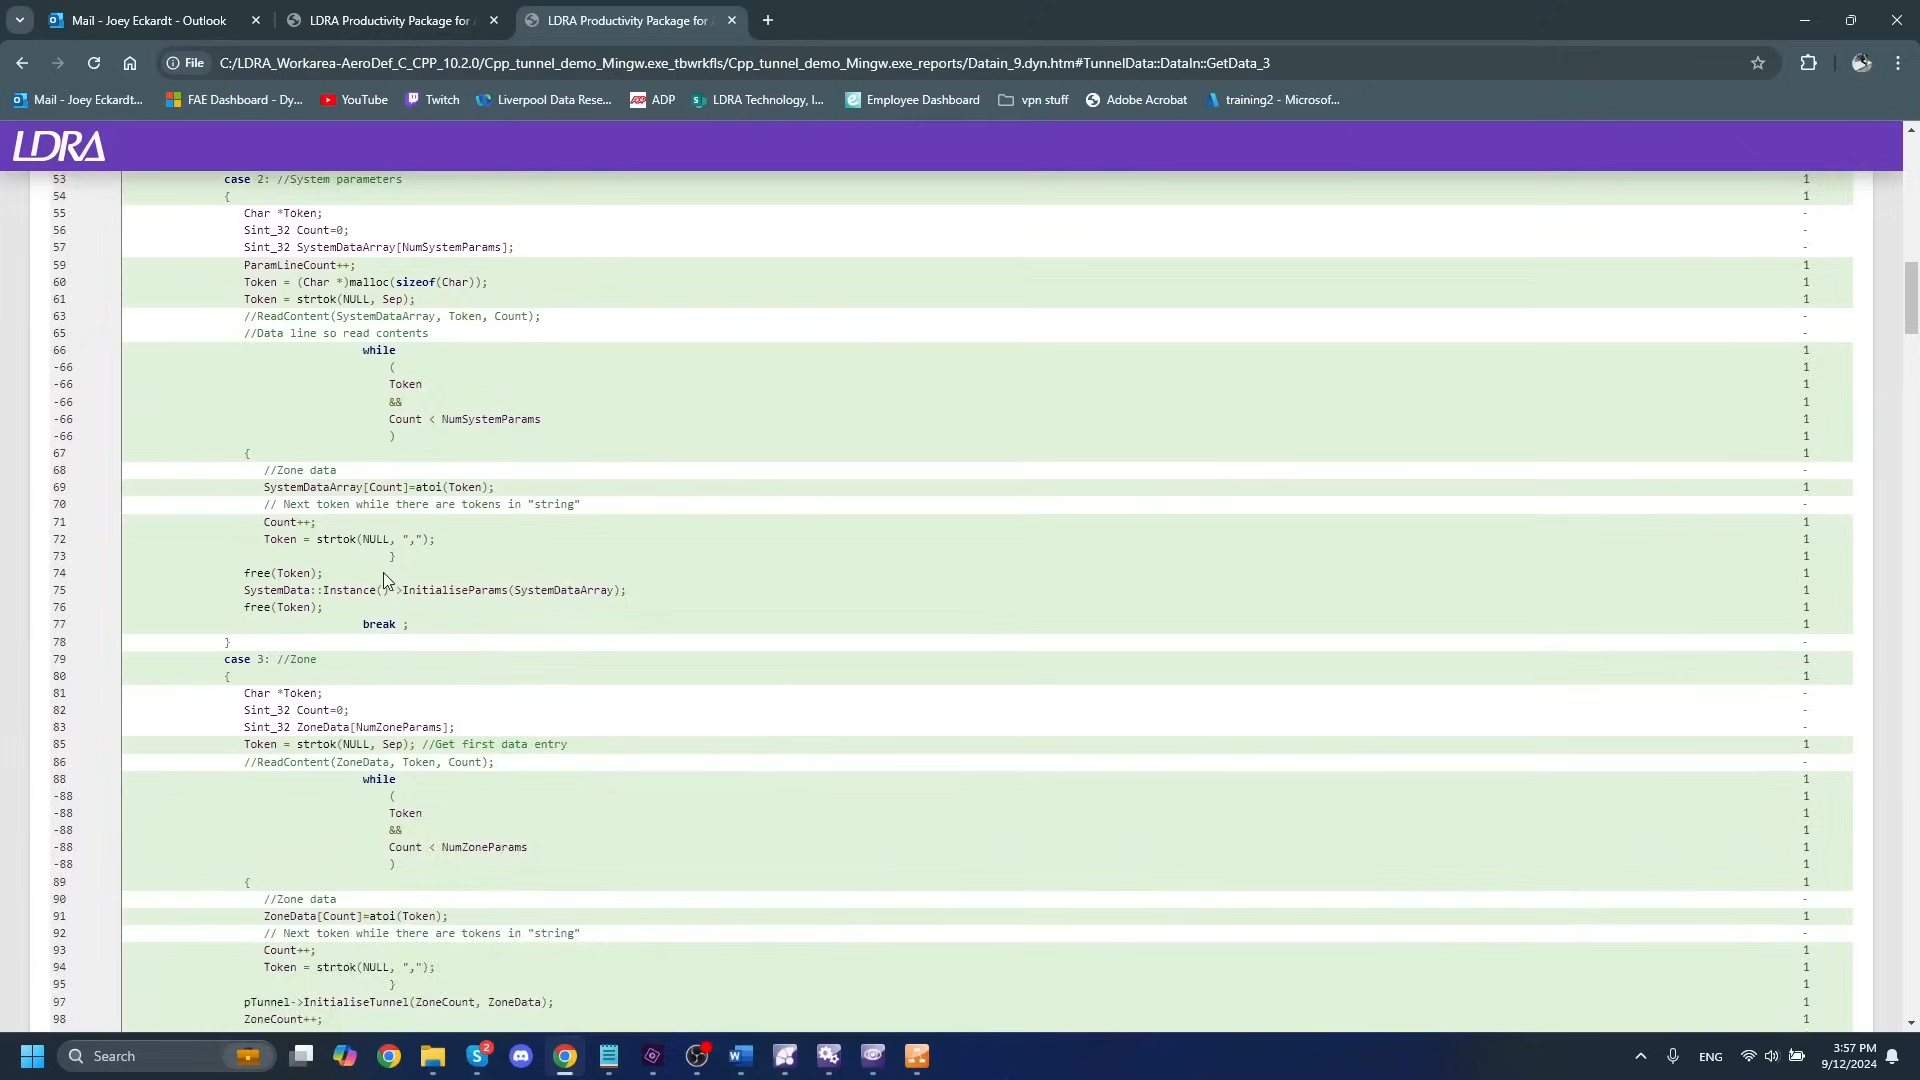 Mail - Joey Eckardt - Outlook
LDRA Productivity Package for
LDRA Productivity Package for
File
C:/LDRA_Workarea-AeroDef_C_CPP_10.2.0/Cpp_tunnel_demo_Mingw.exe_tbwrkfls/Cpp_tunnel_demo_Mingw.exe_reports/Datain_9.dyn.htm#TunnelData::DataIn::GetData_3
Mail - Joey Eckardt... FAE Dashboard - Dy... YouTube Twitch Liverpool Data Rese... ADP LDRA Technology, I... Employee Dashboard vpn stuff Adobe Acrobat training2 - Microsof...
LDRA
53 case 2: //System parameters 1
54 { 1
55 Char *Token; -
56 Sint_32 Count=0; -
57 Sint_32 SystemDataArray[NumSystemParams]; -
59 ParamLineCount++; 1
60 Token = (Char *)malloc(sizeof(Char)); 1
61 Token = strtok(NULL, Sep); 1
63 //ReadContent(SystemDataArray, Token, Count); -
65 //Data line so read contents -
66 while 1
-66 ( 1
-66 Token 1
-66 && 1
-66 Count < NumSystemParams 1
-66 ) 1
67 { 1
68 //Zone data -
69 SystemDataArray[Count]=atoi(Token); 1
70 // Next token while there are tokens in "string" -
71 Count++; 1
72 Token = strtok(NULL, ","); 1
73 } 1
74 free(Token); 1
75 SystemData::Instance()->InitialiseParams(SystemDataArray); 1
76 free(Token); 1
77 break ; 1
78 } -
79 case 3: //Zone 1
80 { 1
81 Char *Token; -
82 Sint_32 Count=0; -
83 Sint_32 ZoneData[NumZoneParams]; -
85 Token = strtok(NULL, Sep); //Get first data entry 1
86 //ReadContent(ZoneData, Token, Count); -
88 while 1
-88 ( 1
-88 Token 1
-88 && 1
-88 Count < NumZoneParams 1
-88 ) 1
89 { 1
90 //Zone data -
91 ZoneData[Count]=atoi(Token); 1
92 // Next token while there are tokens in "string" -
93 Count++; 1
94 Token = strtok(NULL, ","); 1
95 } 1
97 pTunnel->InitialiseTunnel(ZoneCount, ZoneData); 1
98 ZoneCount++; 1
Search
2
ENG
3:57 PM
9/12/2024